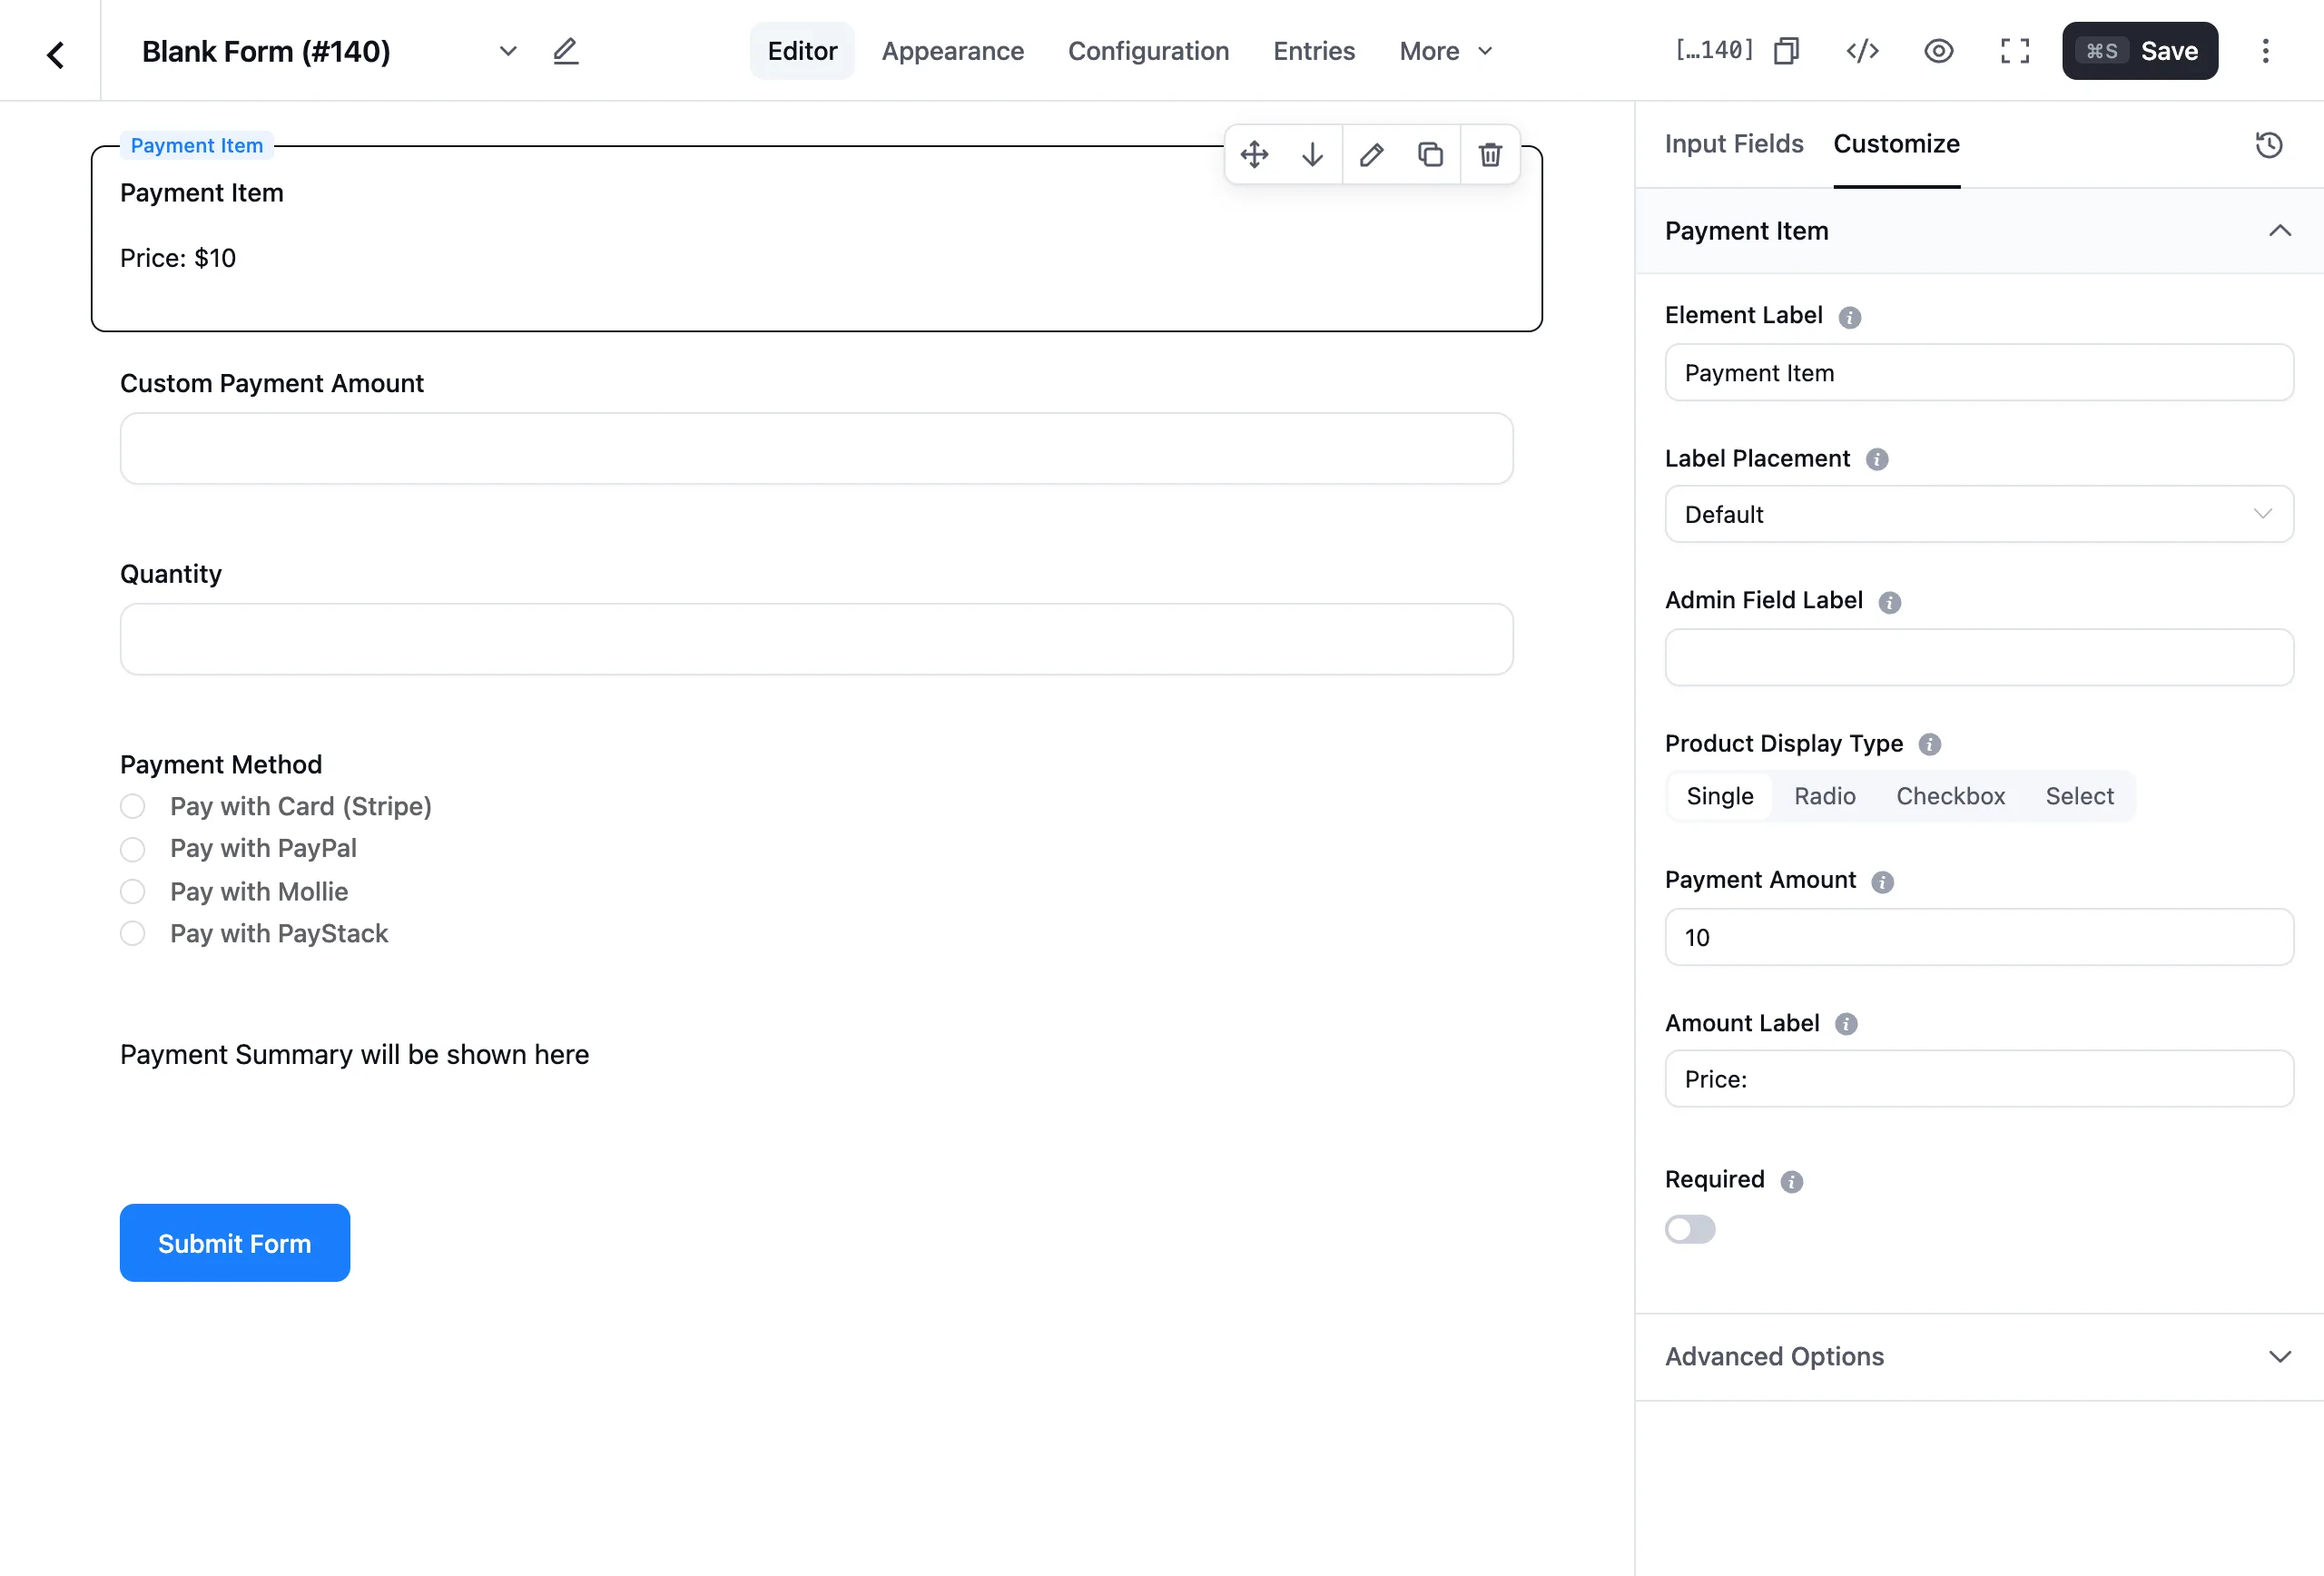 Blank Form (#140)
Editor
Appearance
Configuration
Entries
More
[…140]
⌘S Save
Payment Item
Payment Item
Price: $10
Custom Payment Amount
Quantity
Payment Method
Pay with Card (Stripe)
Pay with PayPal
Pay with Mollie
Pay with PayStack
Payment Summary will be shown here
Submit Form
Input Fields
Customize
Payment Item
Element Label
Payment Item
Label Placement
Default
Admin Field Label
Product Display Type
Single
Radio
Checkbox
Select
Payment Amount
10
Amount Label
Price:
Required
Advanced Options